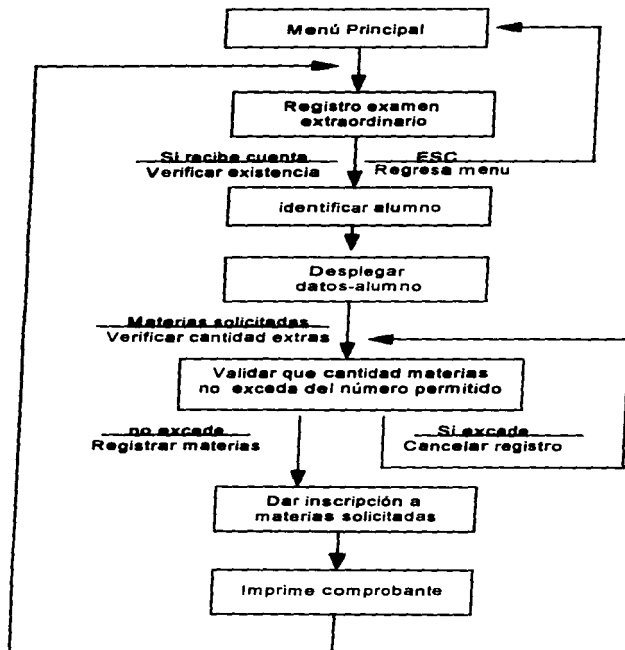 Menú Principal
Registro examen
extraordinario
Si recibe cuenta
Verificar existencia
ESC
Regresa menu
identificar alumno
Desplegar
datos-alumno
Materias solicitadas
Verificar cantidad extras
Validar que cantidad materias
no exceda del número permitido
no excede
Registrar materias
Si excede
Cancelar registro
Dar inscripción a
materias solicitadas
Imprime comprobante